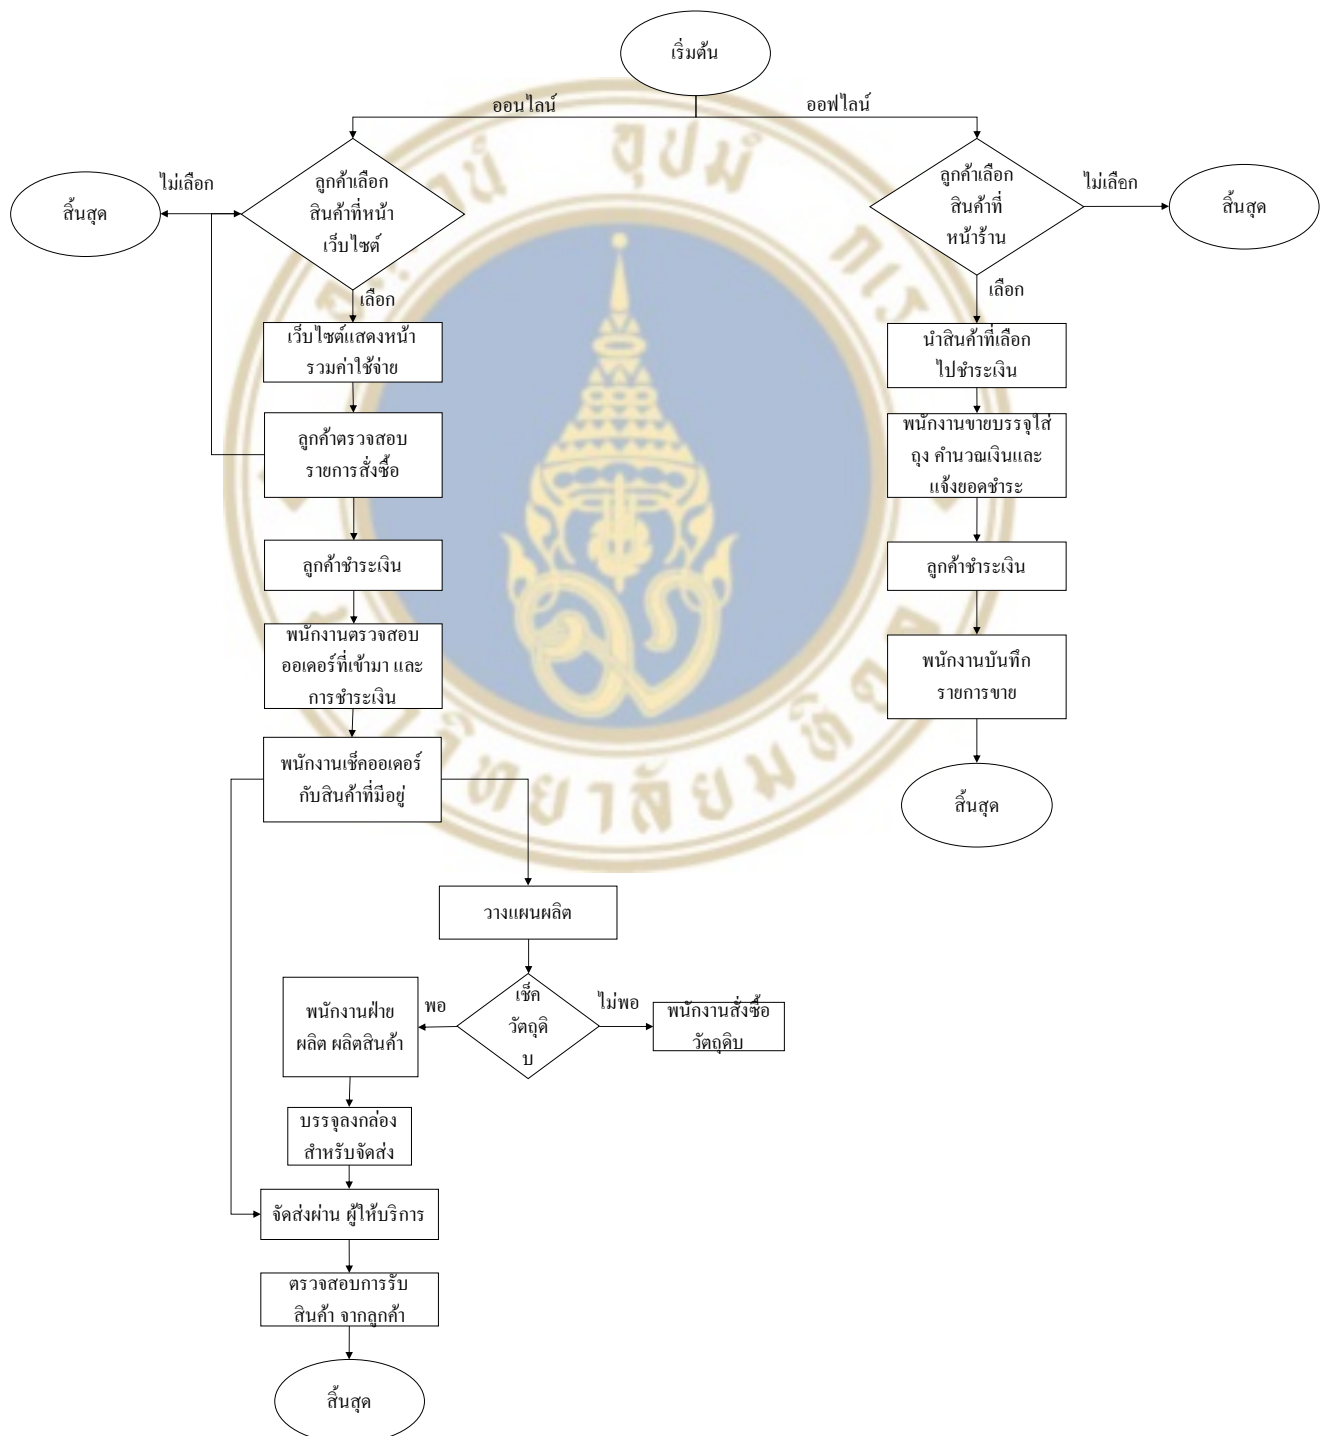 เริ่มต้น
ออนไลน์
ออฟไลน์
ลูกค้าเลือก
สินค้าที่หน้า
เว็บไซต์
ไม่เลือก
สิ้นสุด
เลือก
เว็บไซต์แสดงหน้า
รวมค่าใช้จ่าย
ลูกค้าตรวจสอบ
รายการสั่งซื้อ
ลูกค้าชำระเงิน
พนักงานตรวจสอบ
ออเดอร์ที่เข้ามา และ
การชำระเงิน
พนักงานเช็คออเดอร์
กับสินค้าที่มีอยู่
วางแผนผลิต
เช็ค
วัตถุดิ
บ
พอ
ไม่พอ
พนักงานสั่งซื้อ
วัตถุดิบ
พนักงานฝ่าย
ผลิต ผลิตสินค้า
บรรจุลงกล่อง
สำหรับจัดส่ง
จัดส่งผ่าน ผู้ให้บริการ
ตรวจสอบการรับ
สินค้า จากลูกค้า
สิ้นสุด
ลูกค้าเลือก
สินค้าที่
หน้าร้าน
ไม่เลือก
สิ้นสุด
เลือก
นำสินค้าที่เลือก
ไปชำระเงิน
พนักงานขายบรรจุใส่
ถุง คำนวณเงินและ
แจ้งยอดชำระ
ลูกค้าชำระเงิน
พนักงานบันทึก
รายการขาย
สิ้นสุด